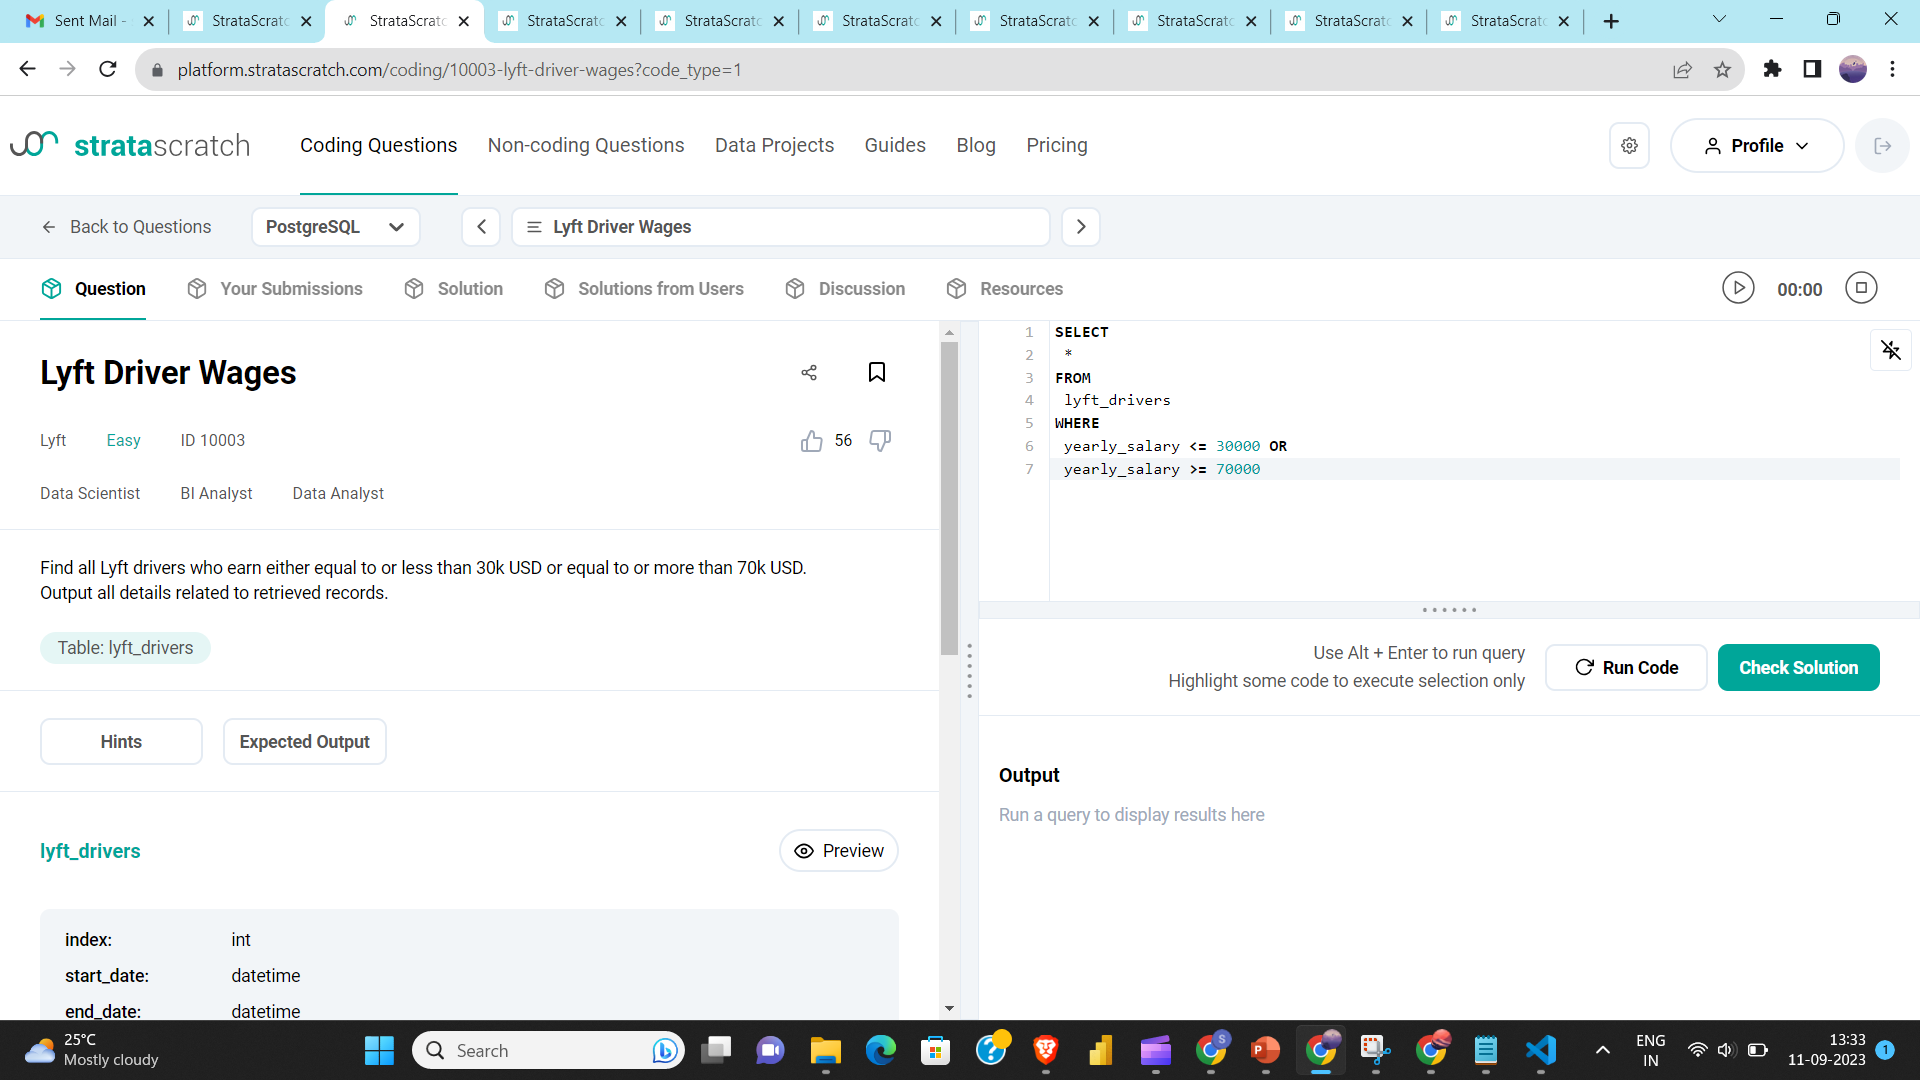 Sent Mail -
StrataScratc
StrataScratc
StrataScratc
StrataScratc
StrataScratc
StrataScratc
StrataScratc
StrataScratc
StrataScratc
platform.stratascratch.com/coding/10003-lyft-driver-wages?code_type=1
stratascratch
Coding Questions
Non-coding Questions
Data Projects
Guides
Blog
Pricing
Profile
Back to Questions
PostgreSQL
Lyft Driver Wages
Question
Your Submissions
Solution
Solutions from Users
Discussion
Resources
00:00
Lyft Driver Wages
Lyft
Easy
ID 10003
56
Data Scientist
BI Analyst
Data Analyst
Find all Lyft drivers who earn either equal to or less than 30k USD or equal to or more than 70k USD.
Output all details related to retrieved records.
Table: lyft_drivers
Hints
Expected Output
lyft_drivers
Preview
index: int
start_date: datetime
end_date: datetime
1 SELECT
2 *
3 FROM
4 lyft_drivers
5 WHERE
6 yearly_salary <= 30000 OR
7 yearly_salary >= 70000
Use Alt + Enter to run query
Highlight some code to execute selection only
Run Code
Check Solution
Output
Run a query to display results here
25°C
Mostly cloudy
Search
S
ENG
IN
13:33
11-09-2023
1